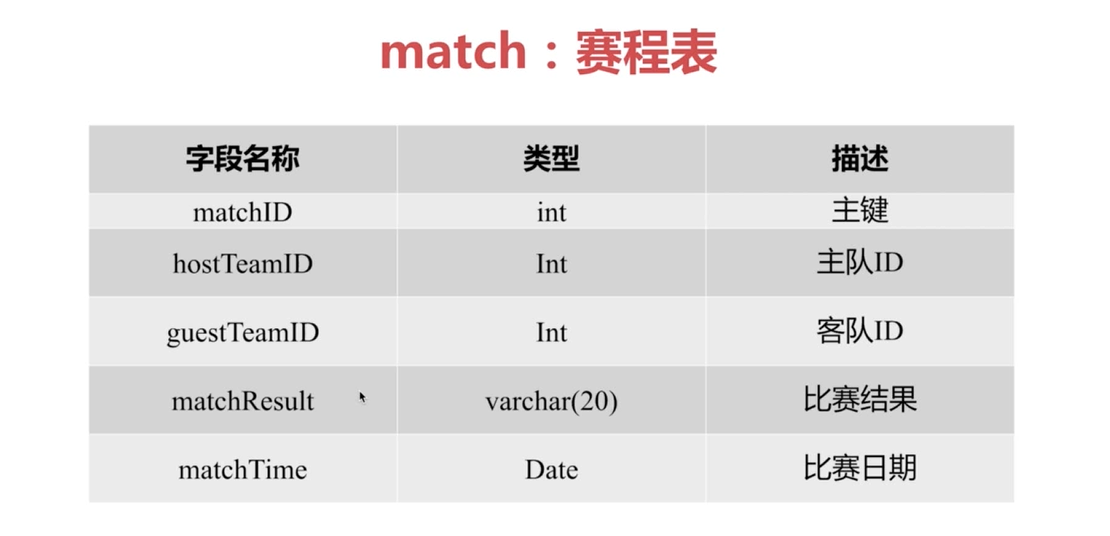 match：赛程表
字段名称 类型 描述
matchID int 主键
hostTeamID Int 主队ID
guestTeamID Int 客队ID
matchResult varchar(20) 比赛结果
matchTime Date 比赛日期